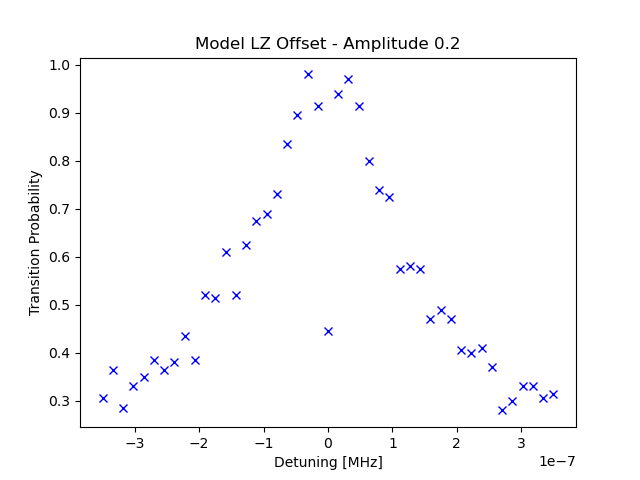 Model LZ Offset - Amplitude 0.2
1.0
0.9
0.8
0.7
0.6
0.5
0.4
0.3
Transition Probability
−3 −2 −1 0 1 2 3
1e−7
Detuning [MHz]